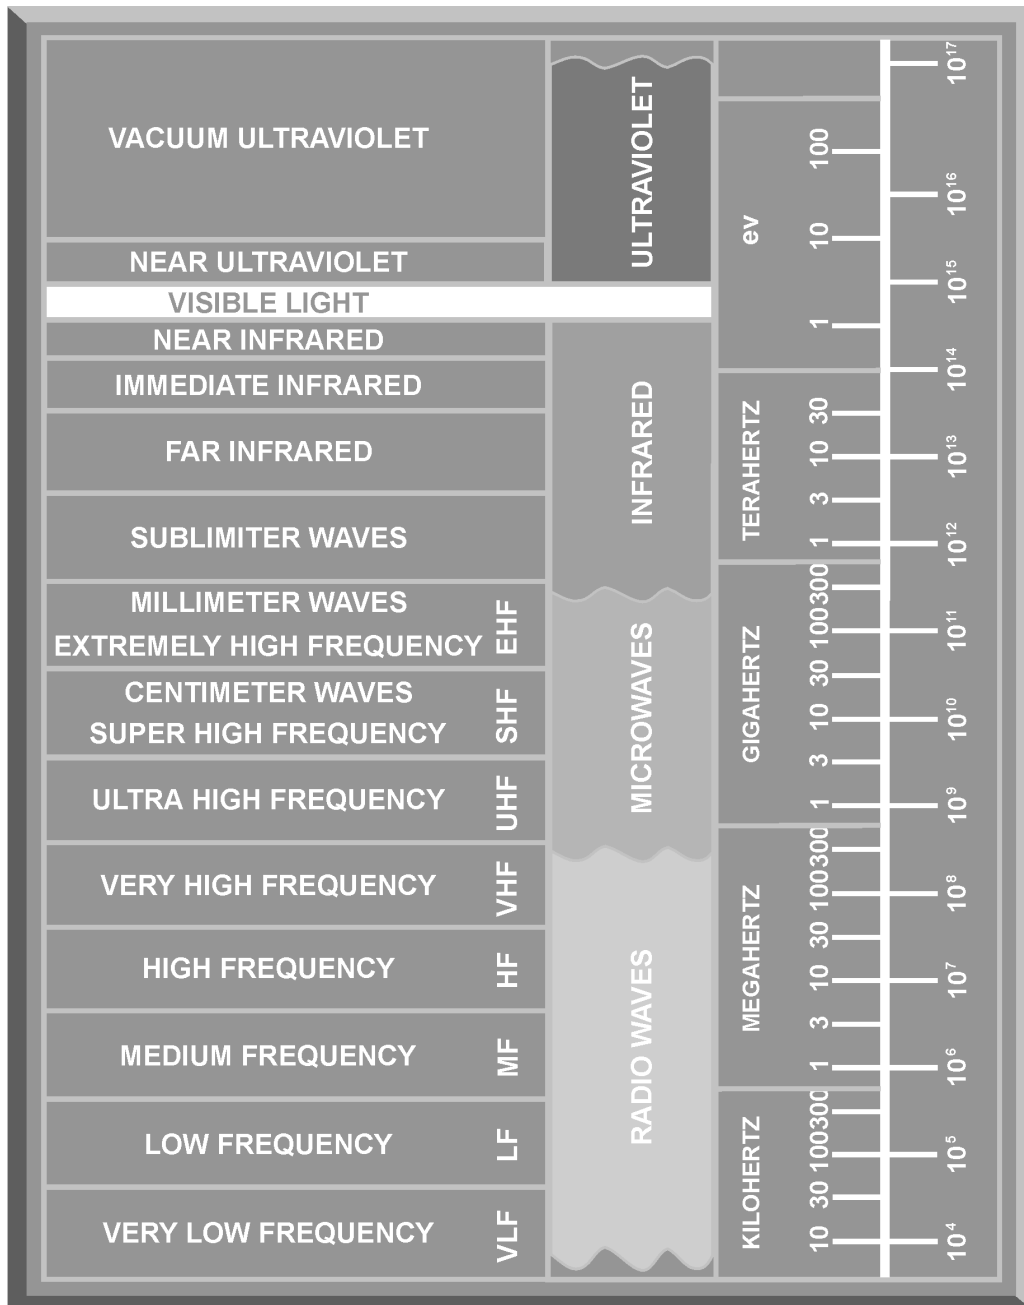 VACUUM ULTRAVIOLET
NEAR ULTRAVIOLET
VISIBLE LIGHT
NEAR INFRARED
IMMEDIATE INFRARED
FAR INFRARED
SUBLIMITER WAVES
MILLIMETER WAVES
EXTREMELY HIGH FREQUENCY
EHF
CENTIMETER WAVES
SUPER HIGH FREQUENCY
SHF
ULTRA HIGH FREQUENCY
UHF
VERY HIGH FREQUENCY
VHF
HIGH FREQUENCY
HF
MEDIUM FREQUENCY
MF
LOW FREQUENCY
LF
VERY LOW FREQUENCY
VLF
ULTRAVIOLET
INFRARED
MICROWAVES
RADIO WAVES
ev
100
10
1
TERAHERTZ
30
10
3
1
GIGAHERTZ
300
100
30
10
3
1
MEGAHERTZ
300
100
30
10
3
1
KILOHERTZ
300
100
30
10
10¹⁷
10¹⁶
10¹⁵
10¹⁴
10¹³
10¹²
10¹¹
10¹⁰
10⁹
10⁸
10⁷
10⁶
10⁵
10⁴